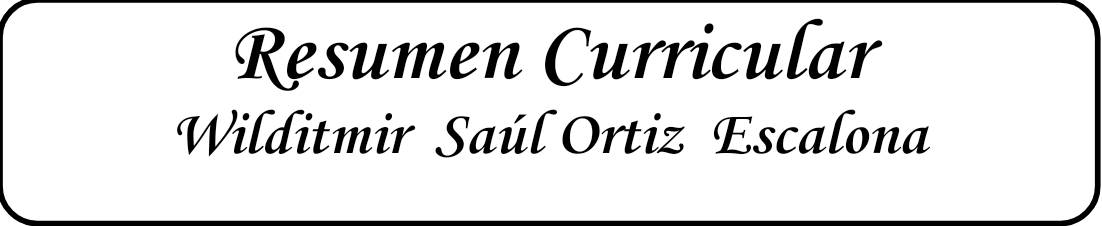 Resumen Curricular
Wilditmir Saúl Ortiz Escalona